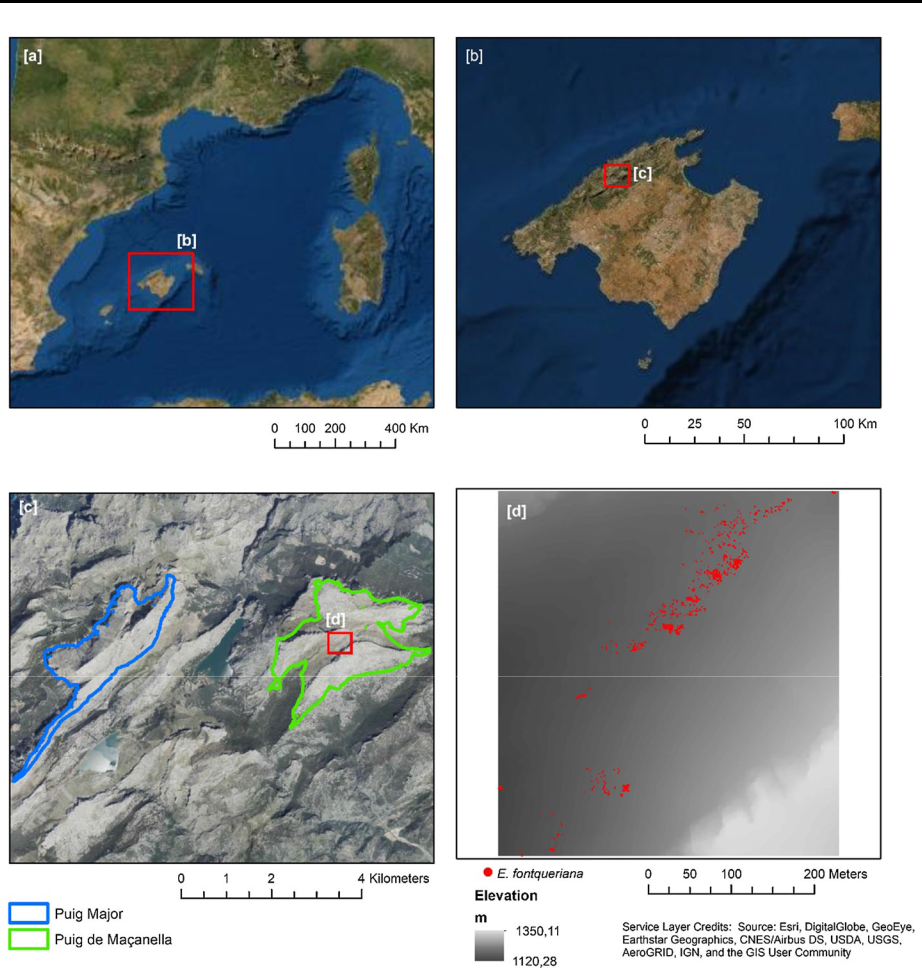 [a]
[b]
0 100 200 400 Km
[b]
[c]
0 25 50 100 Km
[c]
[d]
0 1 2 4 Kilometers
Puig Major
Puig de Maçanella
[d]
E. fontqueriana
0 50 100 200 Meters
Elevation
m
1350,11
1120,28
Service Layer Credits: Source: Esri, DigitalGlobe, GeoEye,
Earthstar Geographics, CNES/Airbus DS, USDA, USGS,
AeroGRID, IGN, and the GIS User Community